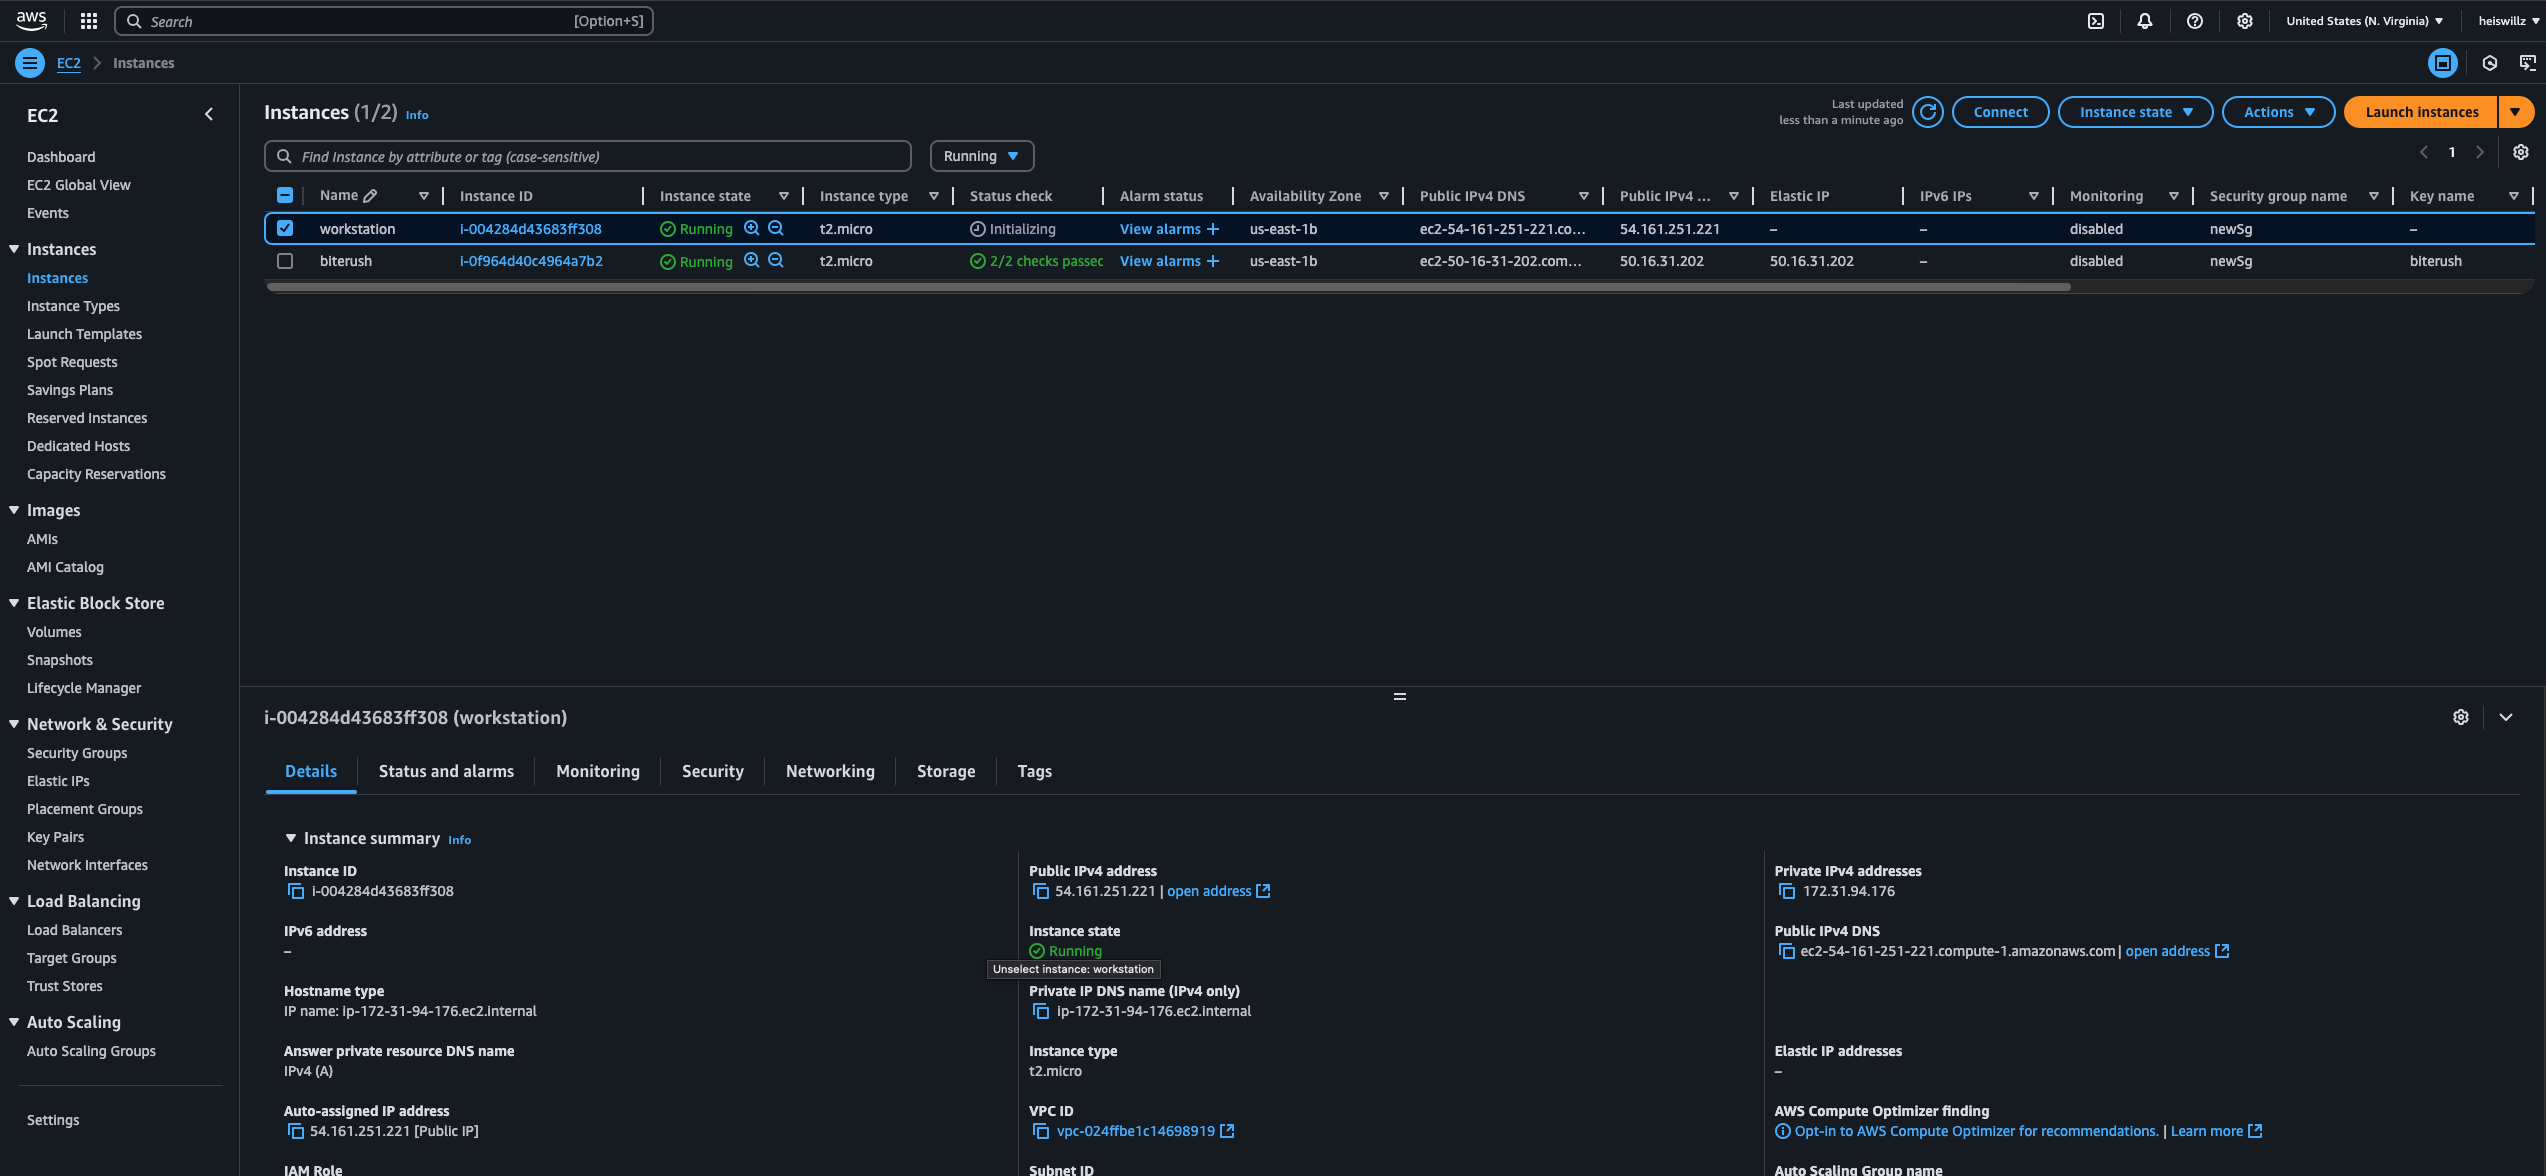 aws
Search
[Option+S]
United States (N. Virginia)
heiswillz
EC2
Instances
EC2
Dashboard
EC2 Global View
Events
Instances
Instances
Instance Types
Launch Templates
Spot Requests
Savings Plans
Reserved Instances
Dedicated Hosts
Capacity Reservations
Images
AMIs
AMI Catalog
Elastic Block Store
Volumes
Snapshots
Lifecycle Manager
Network & Security
Security Groups
Elastic IPs
Placement Groups
Key Pairs
Network Interfaces
Load Balancing
Load Balancers
Target Groups
Trust Stores
Auto Scaling
Auto Scaling Groups
Settings
Instances (1/2) Info
Last updated
less than a minute ago
Connect
Instance state
Actions
Launch instances
Find Instance by attribute or tag (case-sensitive)
Running
1
Name Instance ID Instance state Instance type Status check Alarm status Availability Zone Public IPv4 DNS Public IPv4 ... Elastic IP IPv6 IPs Monitoring Security group name Key name
workstation i-004284d43683ff308 Running t2.micro Initializing View alarms + us-east-1b ec2-54-161-251-221.co... 54.161.251.221 – – disabled newSg –
biterush i-0f964d40c4964a7b2 Running t2.micro 2/2 checks passec View alarms + us-east-1b ec2-50-16-31-202.com... 50.16.31.202 50.16.31.202 – disabled newSg biterush
i-004284d43683ff308 (workstation)
Details Status and alarms Monitoring Security Networking Storage Tags
Instance summary Info
Instance ID
i-004284d43683ff308
Public IPv4 address
54.161.251.221 | open address
Private IPv4 addresses
172.31.94.176
IPv6 address
–
Instance state
Running
Public IPv4 DNS
ec2-54-161-251-221.compute-1.amazonaws.com | open address
Unselect instance: workstation
Hostname type
IP name: ip-172-31-94-176.ec2.internal
Private IP DNS name (IPv4 only)
ip-172-31-94-176.ec2.internal
Answer private resource DNS name
IPv4 (A)
Instance type
t2.micro
Elastic IP addresses
–
Auto-assigned IP address
54.161.251.221 [Public IP]
VPC ID
vpc-024ffbe1c14698919
AWS Compute Optimizer finding
Opt-in to AWS Compute Optimizer for recommendations. | Learn more
IAM Role
Subnet ID
Auto Scaling Group name